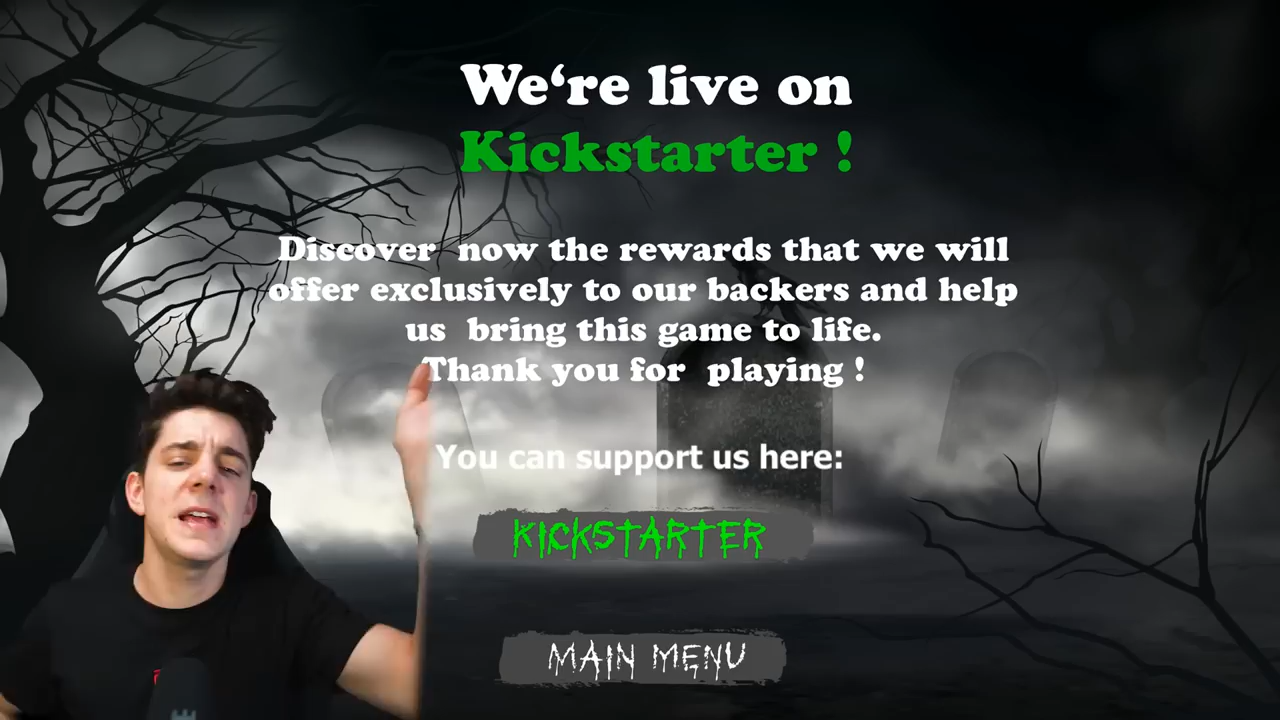 We‘re live on
Kickstarter !
Discover now the rewards that we will
offer exclusively to our backers and help
us bring this game to life.
Thank you for playing !
You can support us here:
KICKSTARTER
MAIN MENU